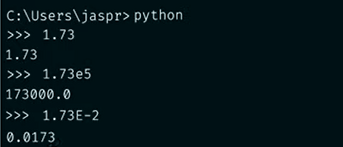 C:\Users\jaspr>python
>>> 1.73
1.73
>>> 1.73e5
173000.0
>>> 1.73E-2
0.0173